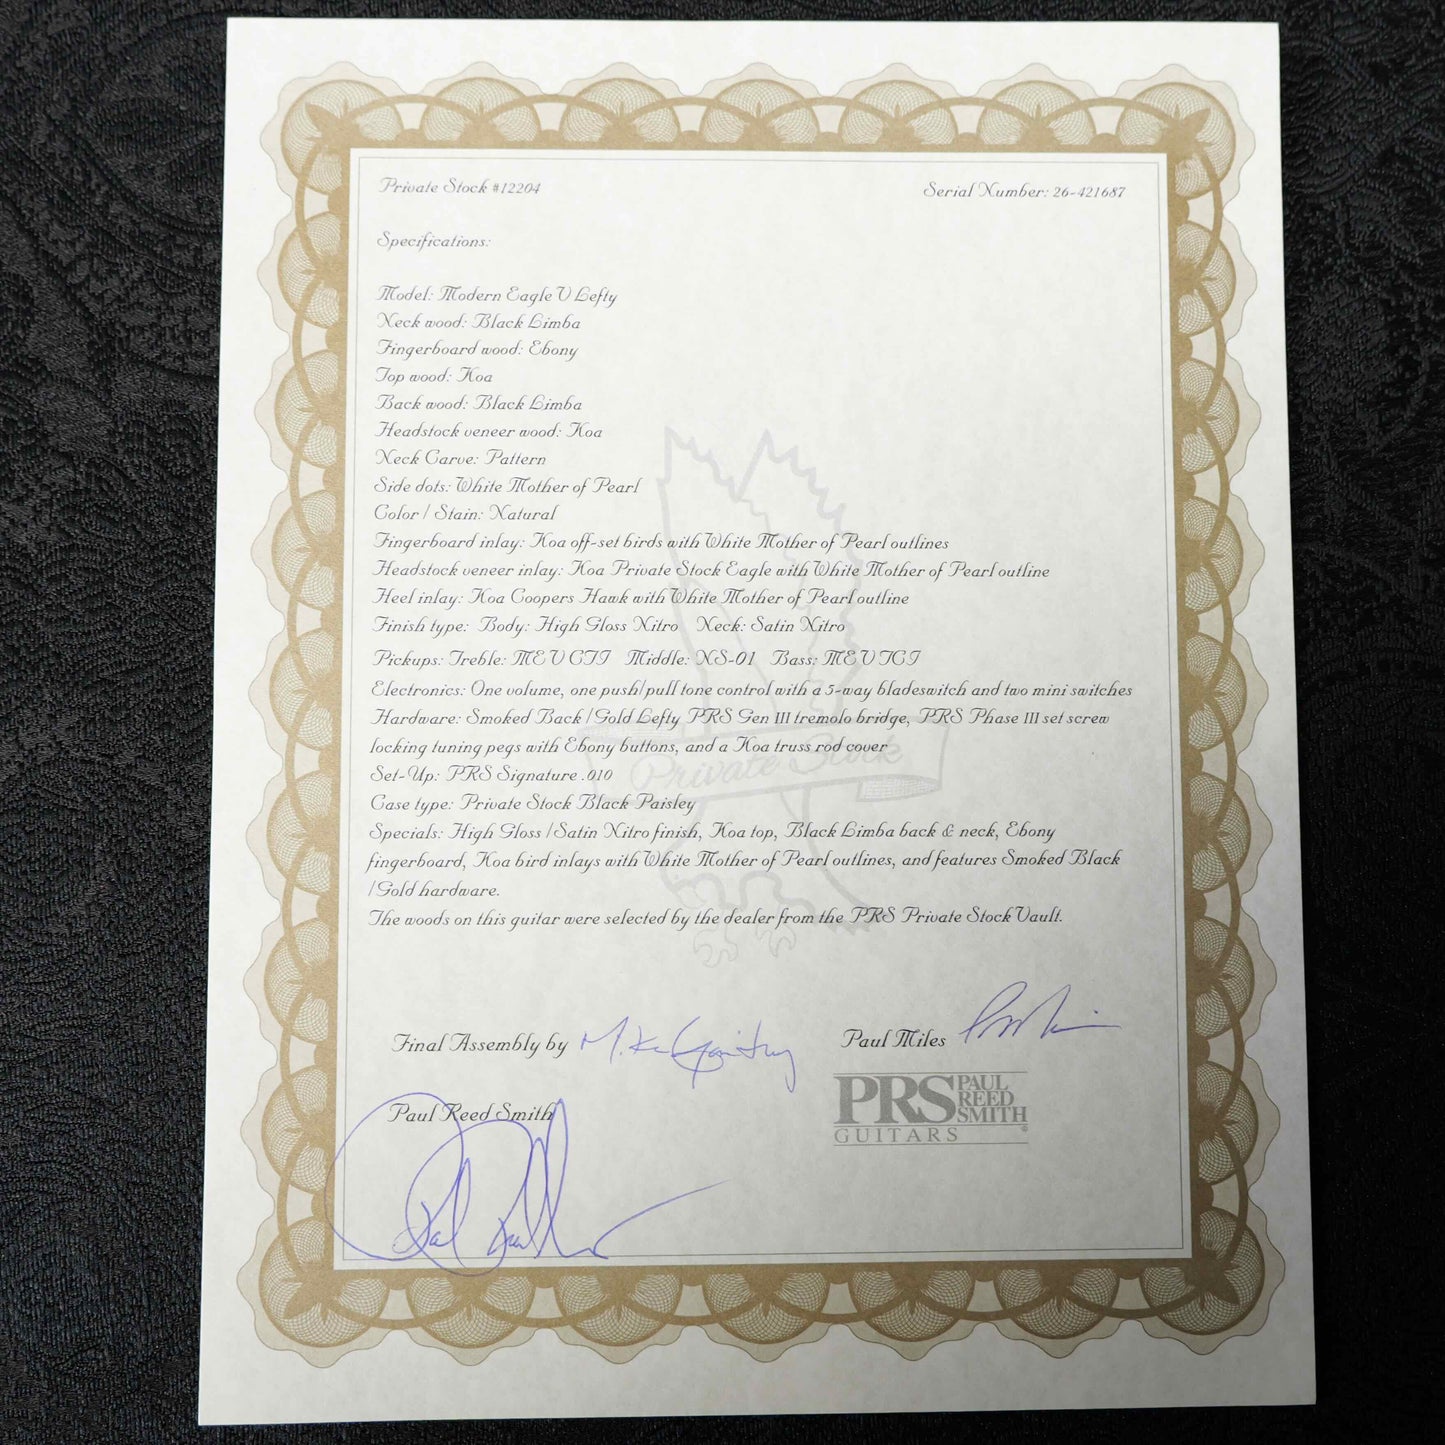 Private Stock #12204
Serial Number: 26-421687
Specifications:
Model: Modern Eagle V Lefty
Neck wood: Black Limba
Fingerboard wood: Ebony
Top wood: Koa
Back wood: Black Limba
Headstock veneer wood: Koa
Neck Carve: Pattern
Side dots: White Mother of Pearl
Color / Stain: Natural
Fingerboard inlay: Koa off-set birds with White Mother of Pearl outlines
Headstock veneer inlay: Koa Private Stock Eagle with White Mother of Pearl outline
Heel inlay: Koa Coopers Hawk with White Mother of Pearl outline
Finish type: Body: High Gloss Nitro Neck: Satin Nitro
Pickups: Treble: MEV CTI Middle: NS-01 Bass: MEV TCI
Electronics: One volume, one push/pull tone control with a 5-way bladeswitch and two mini switches
Hardware: Smoked Back / Gold Lefty PRS Gen III tremolo bridge, PRS Phase III set screw
locking tuning pegs with Ebony buttons, and a Koa truss rod cover
Private Stock
Set-Up: PRS Signature .010
Case type: Private Stock Black Paisley
Specials: High Gloss / Satin Nitro finish, Koa top, Black Limba back & neck, Ebony
fingerboard, Koa bird inlays with White Mother of Pearl outlines, and features Smoked Black
/ Gold hardware.
The woods on this guitar were selected by the dealer from the PRS Private Stock Vault.
Final Assembly by
Paul Miles
Paul Reed Smith
PRS PAUL REED SMITH
GUITARS